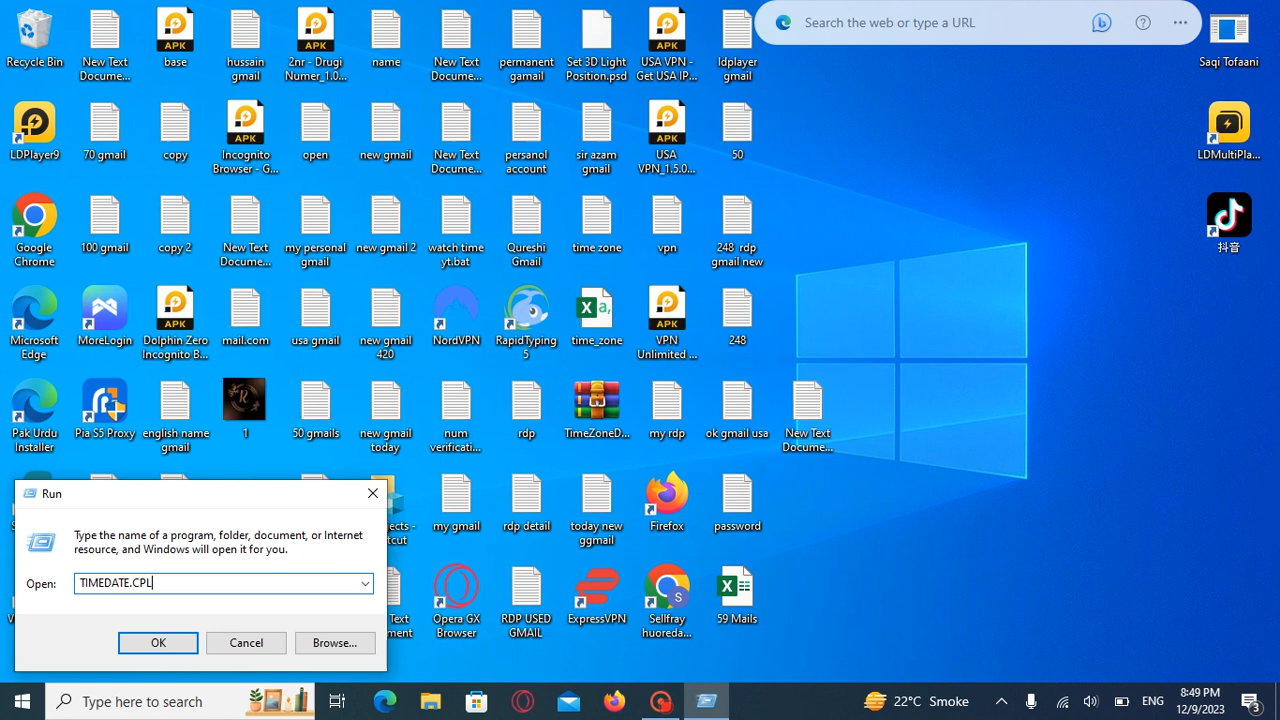 Search the web or type a URL
Recycle Bin
New Text
Docume...
base
hussain
gmail
2nr - Drugi
Numer_1.0...
name
New Text
Docume...
permanent
gamail
Set 3D Light
Position.psd
USA VPN -
Get USA IP...
ldplayer
gmail
Saqi Tofaani
LDPlayer9
70 gmail
copy
Incognito
Browser - G...
open
new gmail
New Text
Docume...
persanol
account
sir azam
gmail
USA
VPN_1.5.0...
50
LDMultiPla...
Google
Chrome
100 gmail
copy 2
New Text
Docume...
my personal
gmail
new gmail 2
watch time
yt.bat
Qureshi
Gmail
time zone
vpn
248 rdp
gmail new
抖音
Microsoft
Edge
MoreLogin
Dolphin Zero
Incognito B...
mail.com
usa gmail
new gmail
420
NordVPN
RapidTyping
5
time_zone
VPN
Unlimited ...
248
Pak Urdu
Installer
Pia S5 Proxy
english name
gmail
1
50 gmails
new gmail
today
num
verificati...
rdp
TimeZoneD...
my rdp
ok gmail usa
New Text
Docume...
my gmail
rdp detail
today new
ggmail
Firefox
password
Opera GX
Browser
RDP USED
GMAIL
ExpressVPN
Sellfray
huoreda...
59 Mails
Run
Type the name of a program, folder, document, or Internet
resource, and Windows will open it for you.
Open: TIMEDATE.CPL
OK Cancel Browse...
Type here to search
22°C Smoke
ENG
8:49 PM
12/9/2023
3